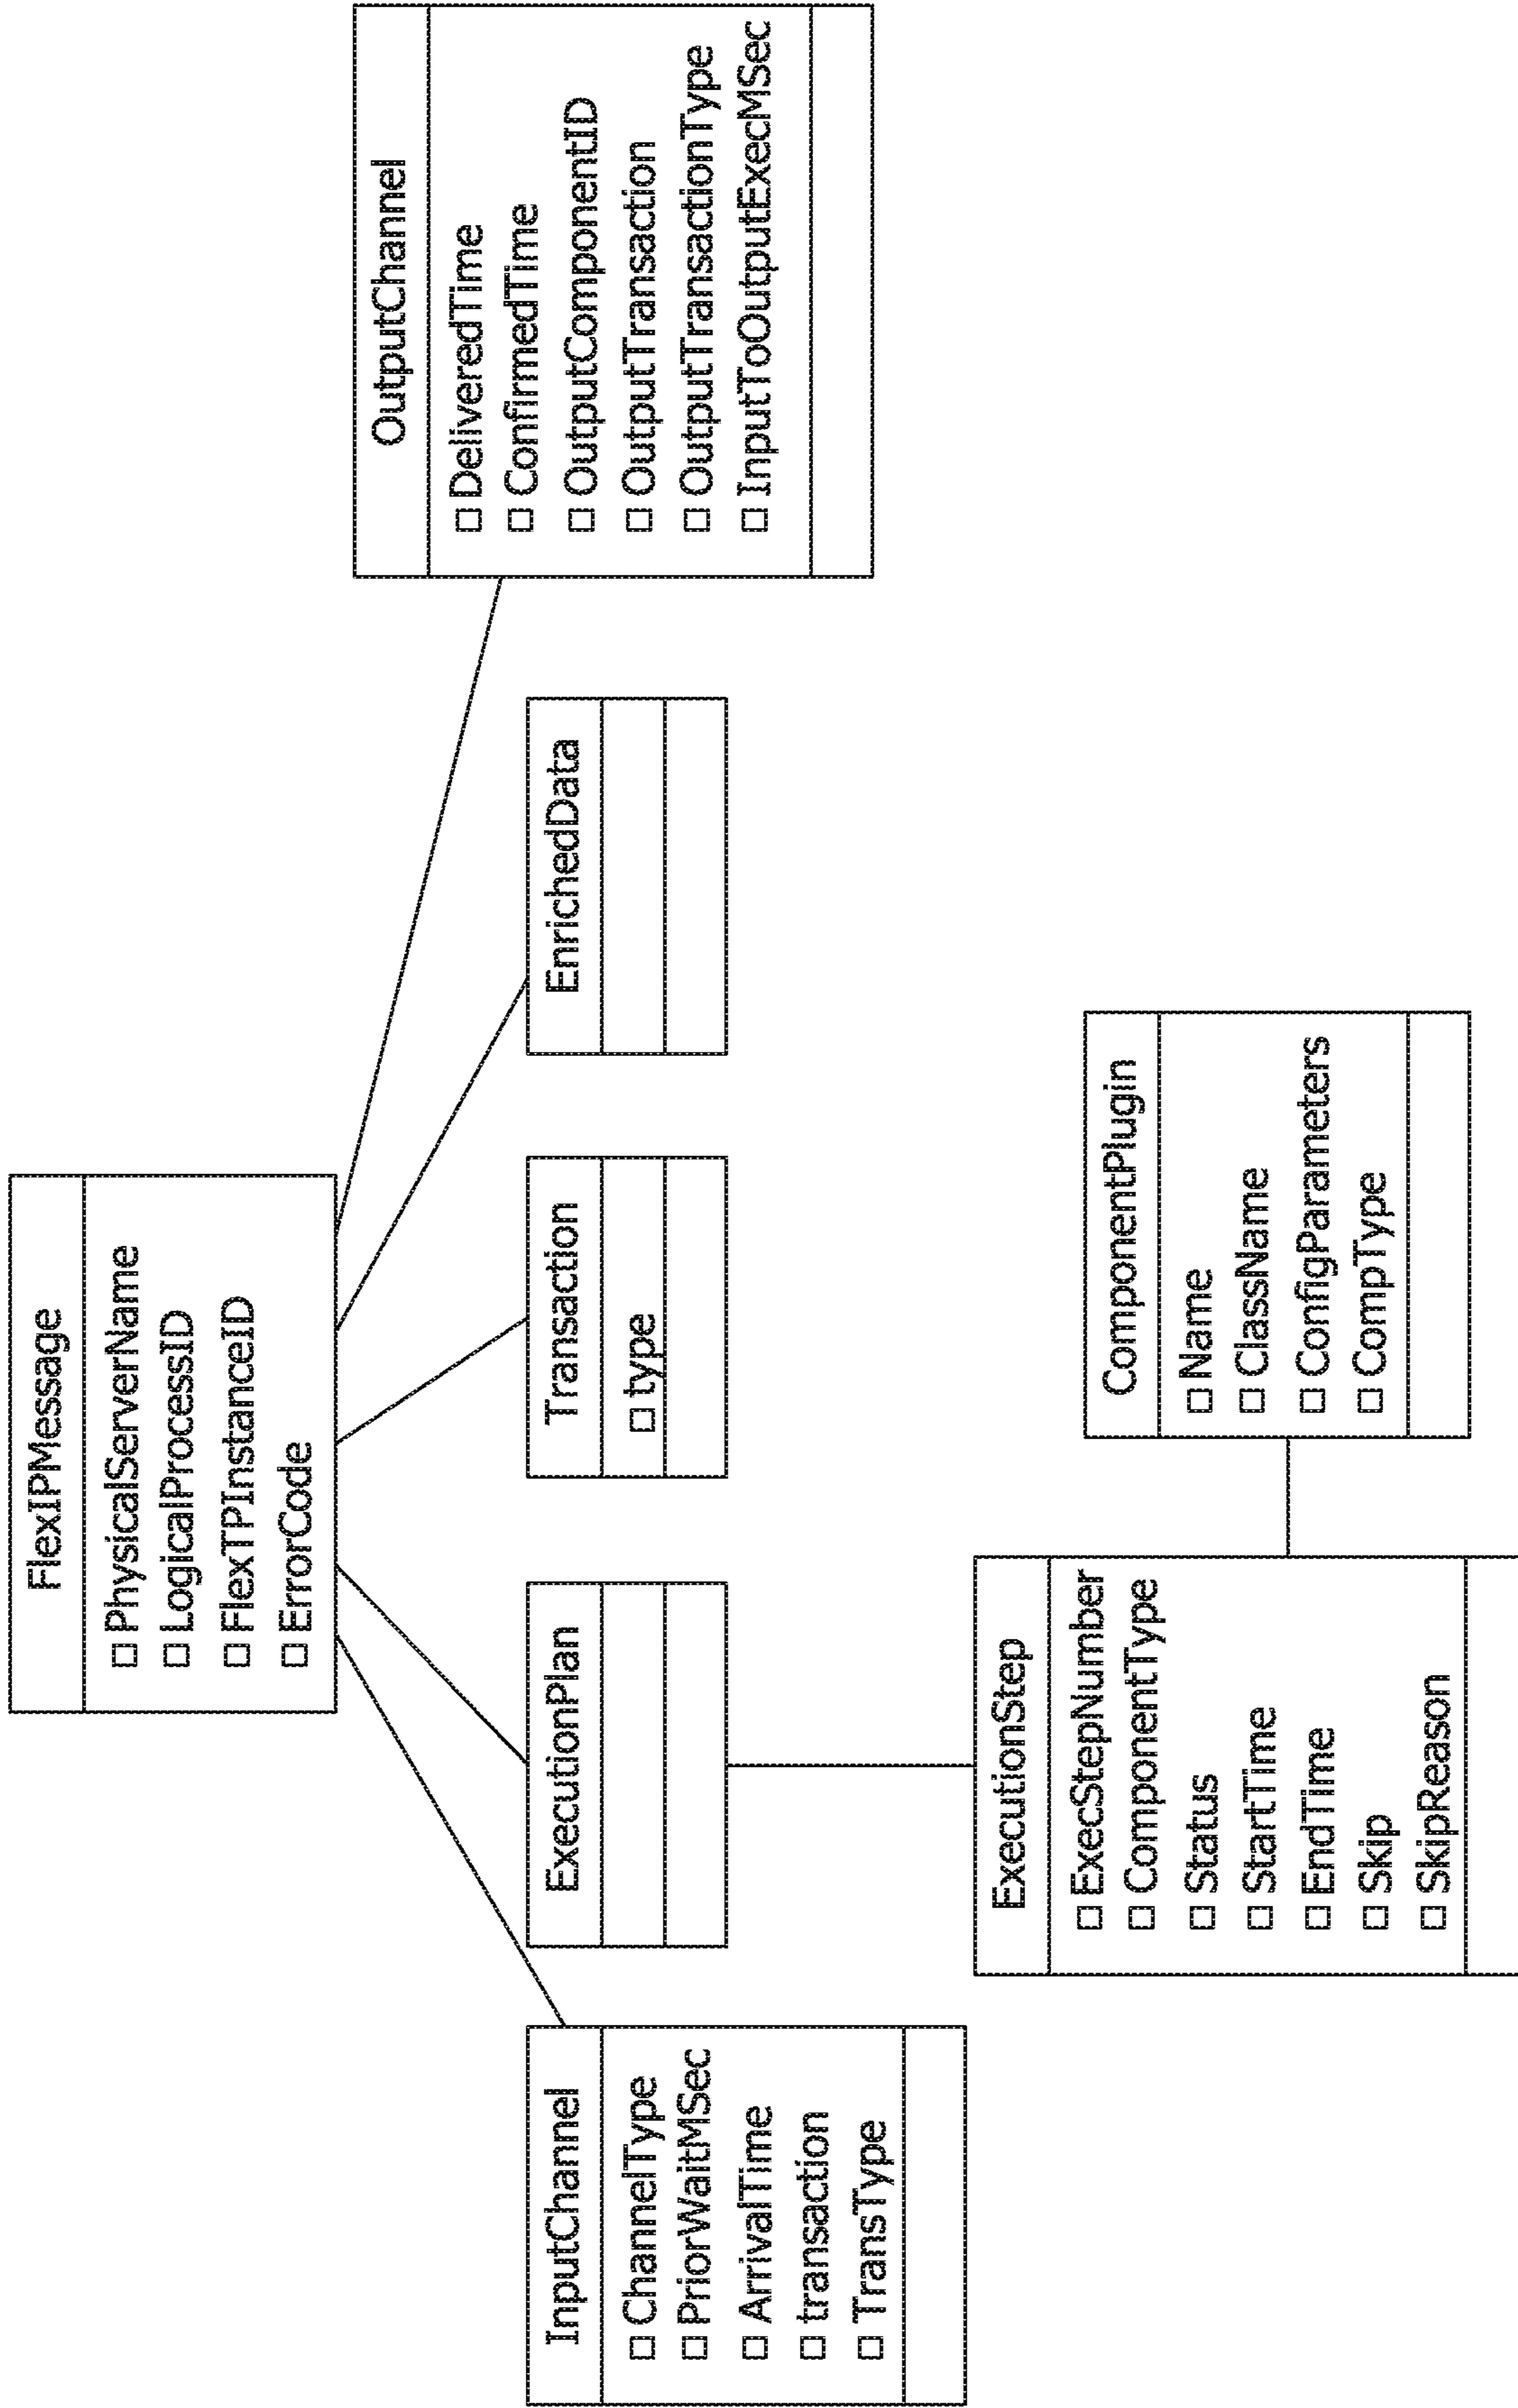 FlexIPMessage
PhysicalServerName
LogicalProcessID
FlexTPInstanceID
ErrorCode
InputChannel
ChannelType
PriorWaitMSec
ArrivalTime
transaction
TransType
ExecutionPlan
Transaction
type
EnrichedData
OutputChannel
DeliveredTime
ConfirmedTime
OutputComponentID
OutputTransaction
OutputTransactionType
InputToOutputExecMSec
ExecutionStep
ExecStepNumber
ComponentType
Status
StartTime
EndTime
Skip
SkipReason
ComponentPlugin
Name
ClassName
ConfigParameters
CompType